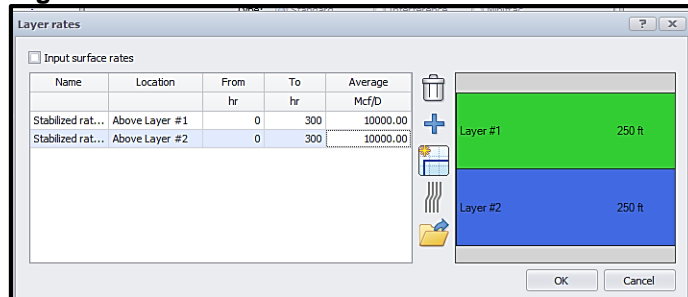 Layer rates
Input surface rates
Name Location From To Average
hr hr Mcf/D
Stabilized rat... Above Layer #1 0 300 10000.00
Stabilized rat... Above Layer #2 0 300 10000.00
Layer #1 250 ft
Layer #2 250 ft
OK Cancel